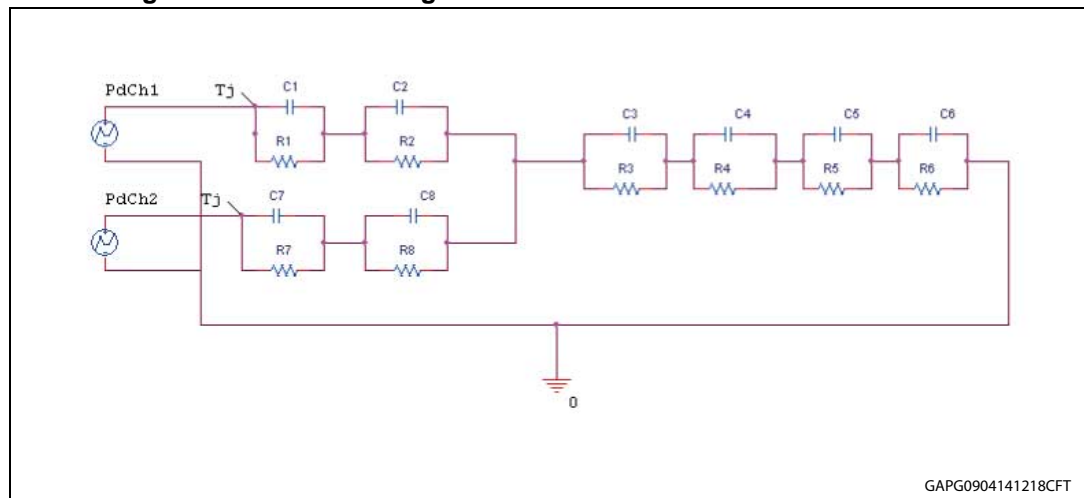 PdCh1
Tj
C1
C2
R1
R2
C3
C4
C5
C6
R3
R4
R5
R6
PdCh2
Tj
C7
C8
R7
R8
0
GAPG0904141218CFT